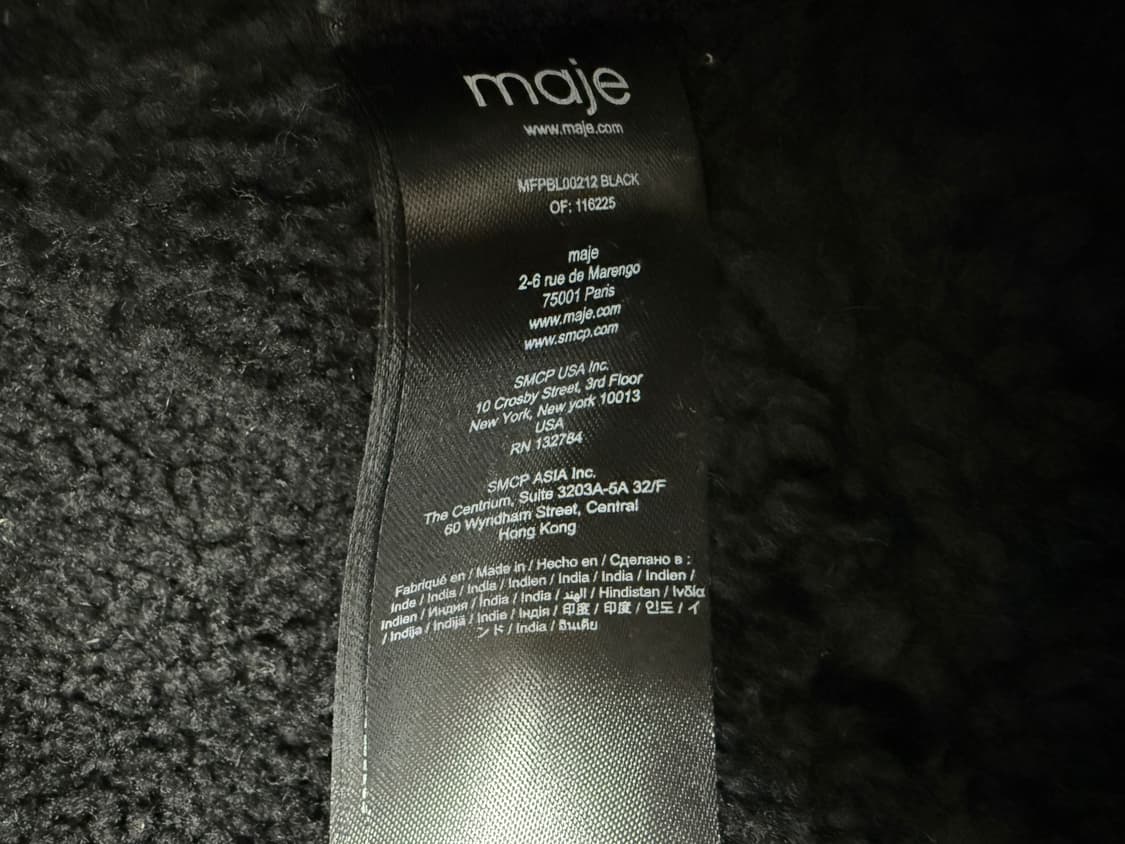 maje
www.maje.com
MFPBL00212 BLACK
OF: 116225
maje
2-6 rue de Marengo
75001 Paris
www.maje.com
www.smcp.com
SMCP USA Inc.
10 Crosby Street, 3rd Floor
New York, New york 10013
USA
RN 132784
SMCP ASIA Inc.
The Centrium, Suite 3203A-5A 32/F
60 Wyndham Street, Central
Hong Kong
Fabriqué en / Made in / Hecho en / Сделано в :
Inde / India / India / Indien / India / India / Indien /
Indien / Индия / India / India / الهند / Hindistan / Ινδία
/ Indija / Indijā / Indie / Індія / 印度 / 印度 / 인도 / イ
ンド / India / อินเดีย